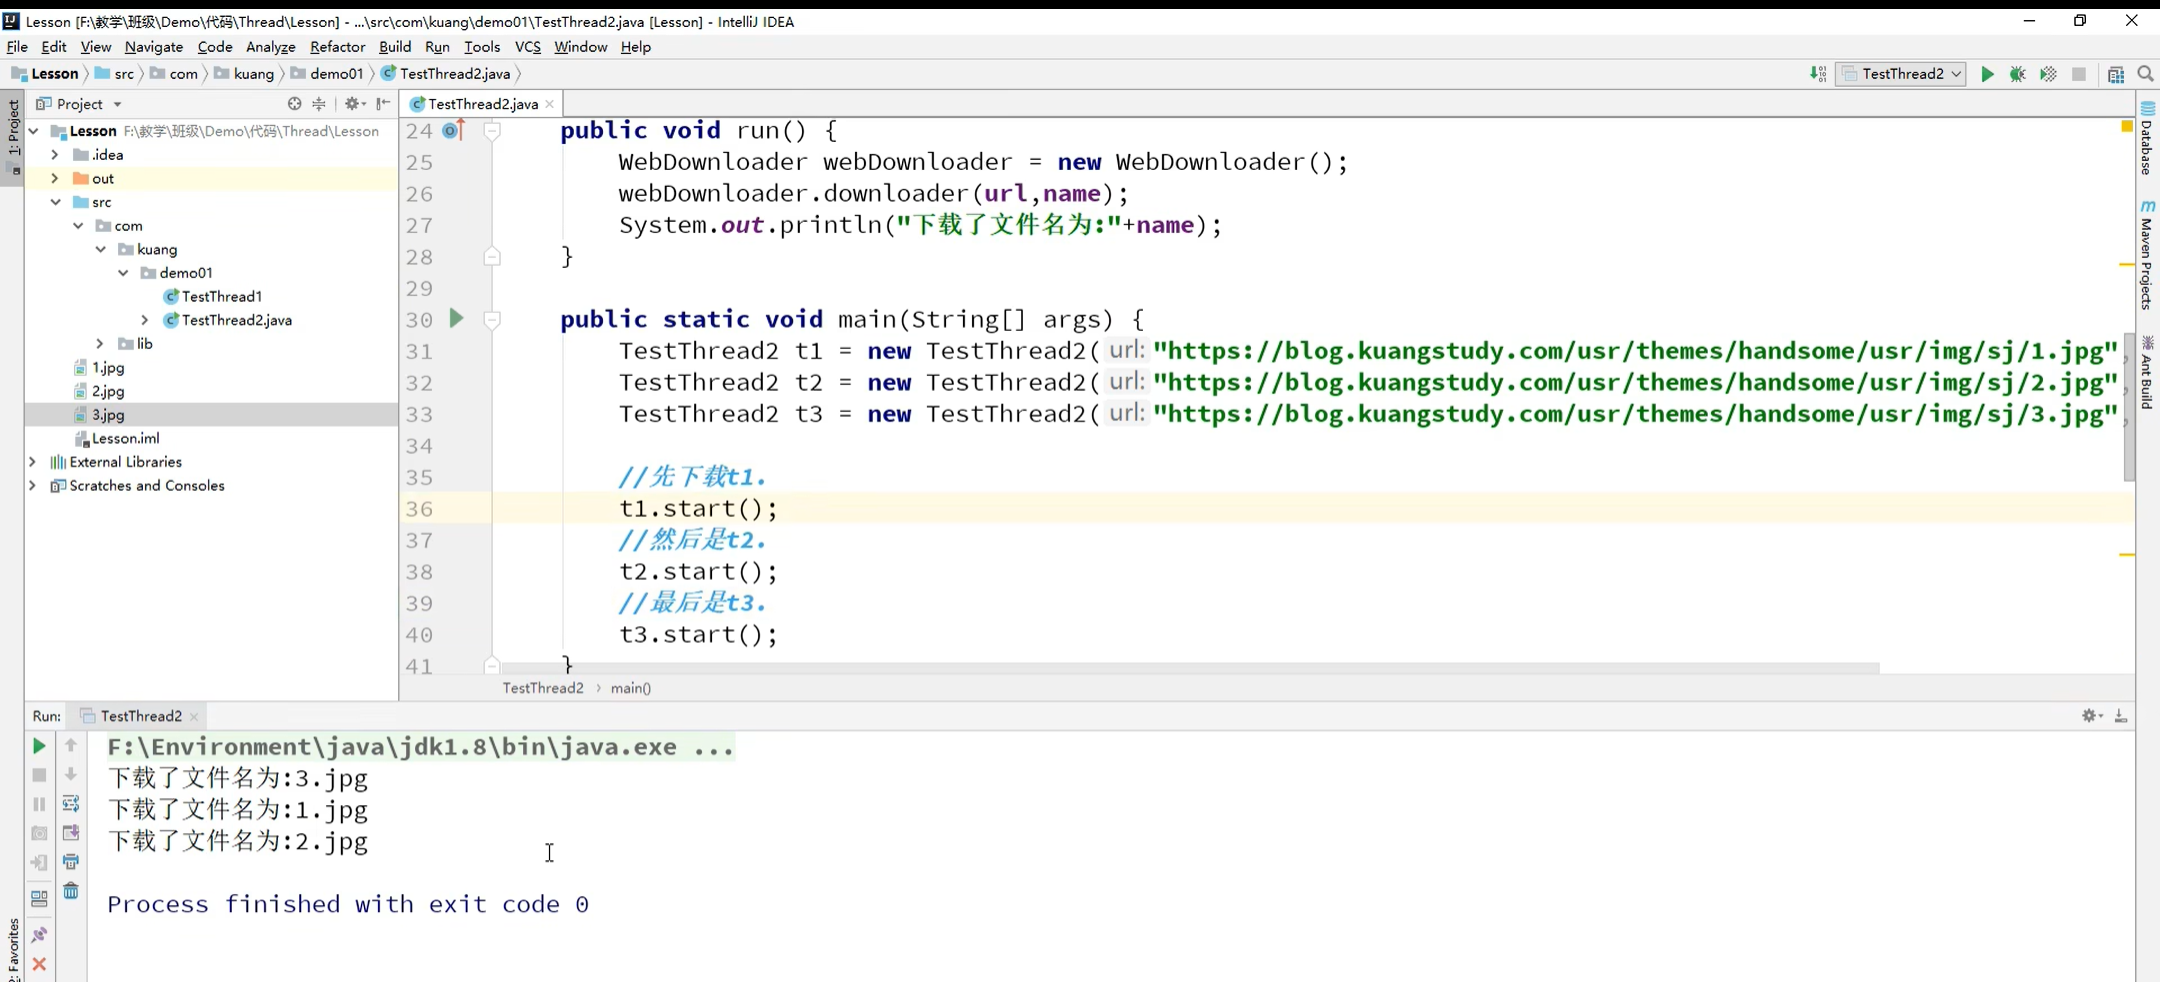 Lesson [F:\教学\班级\Demo\代码\Thread\Lesson] - ...\src\com\kuang\demo01\TestThread2.java [Lesson] - IntelliJ IDEA
File Edit View Navigate Code Analyze Refactor Build Run Tools VCS Window Help
Lesson src com kuang demo01 TestThread2.java
TestThread2
1: Project
Project
Lesson F:\教学\班级\Demo\代码\Thread\Lesson
.idea
out
src
com
kuang
demo01
TestThread1
TestThread2.java
lib
1.jpg
2.jpg
3.jpg
Lesson.iml
External Libraries
Scratches and Consoles
TestThread2.java
24 public void run() {
25 WebDownloader webDownloader = new WebDownloader();
26 webDownloader.downloader(url,name);
27 System.out.println("下载了文件名为:"+name);
28 }
29
30 public static void main(String[] args) {
31 TestThread2 t1 = new TestThread2( url: "https://blog.kuangstudy.com/usr/themes/handsome/usr/img/sj/1.jpg",
32 TestThread2 t2 = new TestThread2( url: "https://blog.kuangstudy.com/usr/themes/handsome/usr/img/sj/2.jpg",
33 TestThread2 t3 = new TestThread2( url: "https://blog.kuangstudy.com/usr/themes/handsome/usr/img/sj/3.jpg",
34
35 //先下载t1.
36 t1.start();
37 //然后是t2.
38 t2.start();
39 //最后是t3.
40 t3.start();
41 }
TestThread2 main()
Database
Maven Projects
Ant Build
Run: TestThread2
F:\Environment\java\jdk1.8\bin\java.exe ...
下载了文件名为:3.jpg
下载了文件名为:1.jpg
下载了文件名为:2.jpg
Process finished with exit code 0
2: Favorites